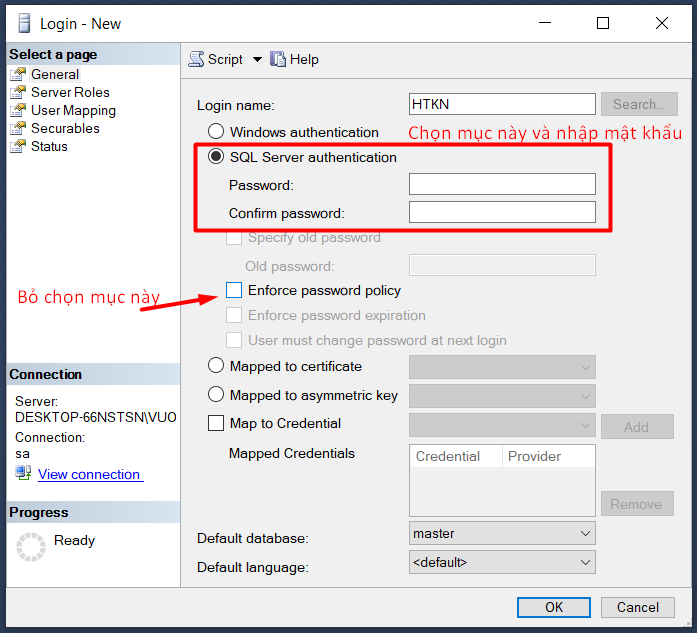 Login - New
Select a page
General
Server Roles
User Mapping
Securables
Status
Script
Help
Login name:
HTKN
Search...
Windows authentication
Chọn mục này và nhập mật khẩu
SQL Server authentication
Password:
Confirm password:
Specify old password
Old password:
Bỏ chọn mục này
Enforce password policy
Enforce password expiration
User must change password at next login
Mapped to certificate
Mapped to asymmetric key
Map to Credential
Add
Mapped Credentials
Credential
Provider
Remove
Default database:
master
Default language:
<default>
Connection
Server:
DESKTOP-66NSTSN\VUO
Connection:
sa
View connection
Progress
Ready
OK
Cancel